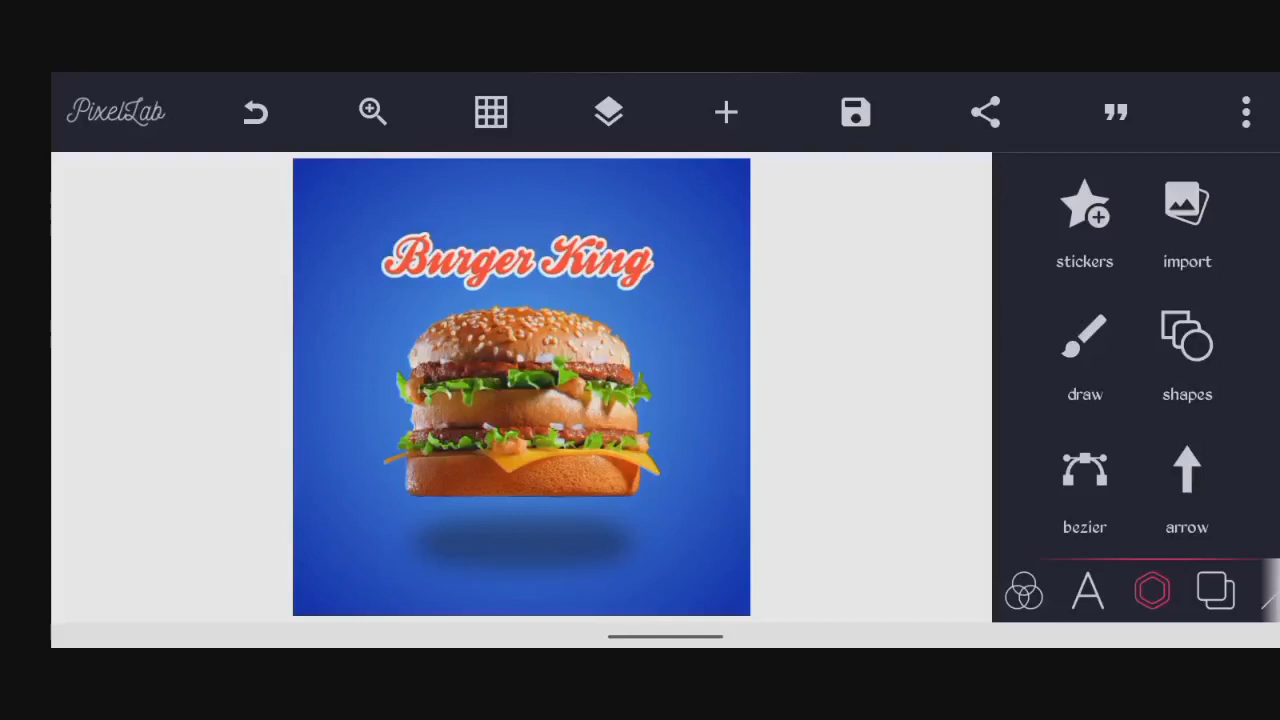 PixelLab
Burger King
stickers
import
draw
shapes
bezier
arrow